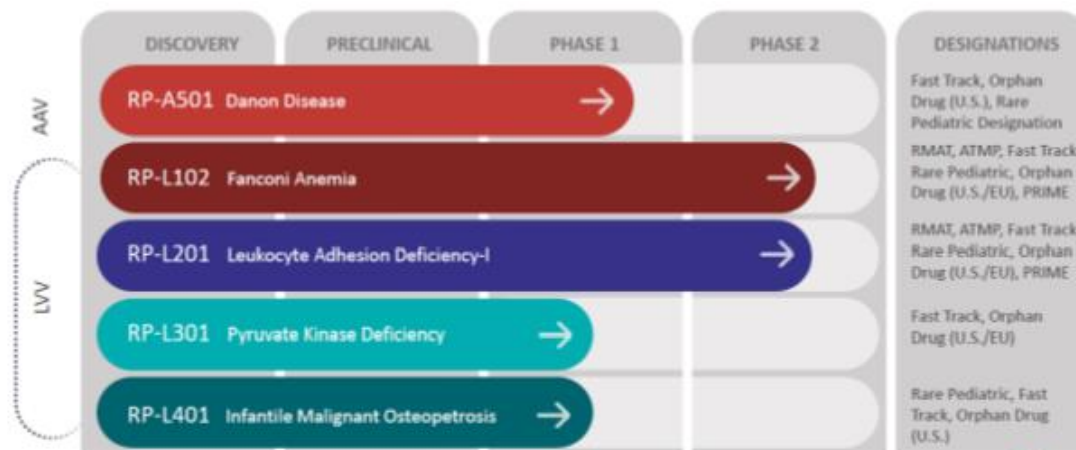 DISCOVERY PRECLINICAL PHASE 1 PHASE 2 DESIGNATIONS
AAV
RP-A501 Danon Disease
Fast Track, Orphan
Drug (U.S.), Rare
Pediatric Designation
LVV
RP-L102 Fanconi Anemia
RMAT, ATMP, Fast Track
Rare Pediatric, Orphan
Drug (U.S./EU), PRIME
RP-L201 Leukocyte Adhesion Deficiency-I
RMAT, ATMP, Fast Track
Rare Pediatric, Orphan
Drug (U.S./EU), PRIME
RP-L301 Pyruvate Kinase Deficiency
Fast Track, Orphan
Drug (U.S./EU)
RP-L401 Infantile Malignant Osteopetrosis
Rare Pediatric, Fast
Track, Orphan Drug
(U.S.)